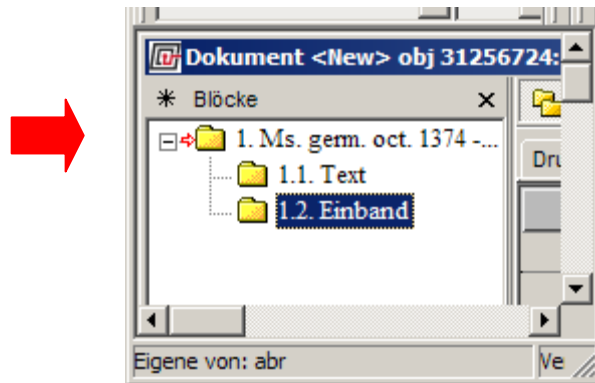 Dokument <New> obj 31256724:
Blöcke
Dru
1. Ms. germ. oct. 1374 -...
1.1. Text
1.2. Einband
Eigene von: abr
Ve